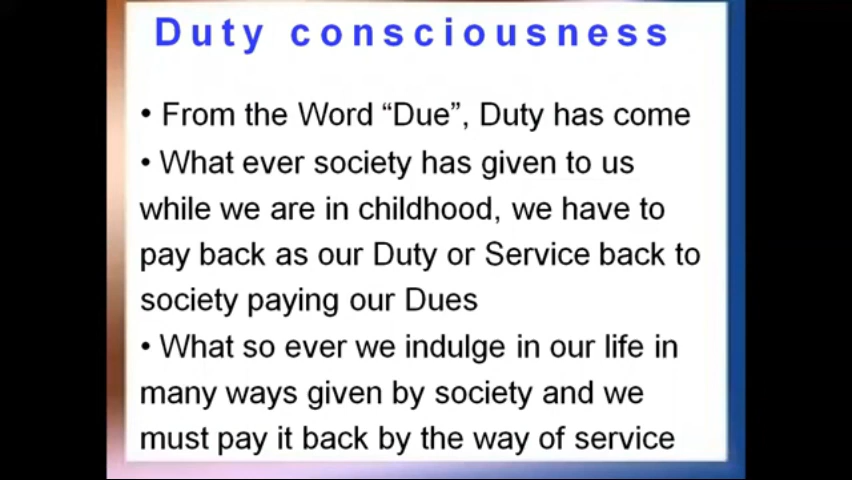 Duty consciousness
• From the Word “Due”, Duty has come
• What ever society has given to us
while we are in childhood, we have to
pay back as our Duty or Service back to
society paying our Dues
• What so ever we indulge in our life in
many ways given by society and we
must pay it back by the way of service